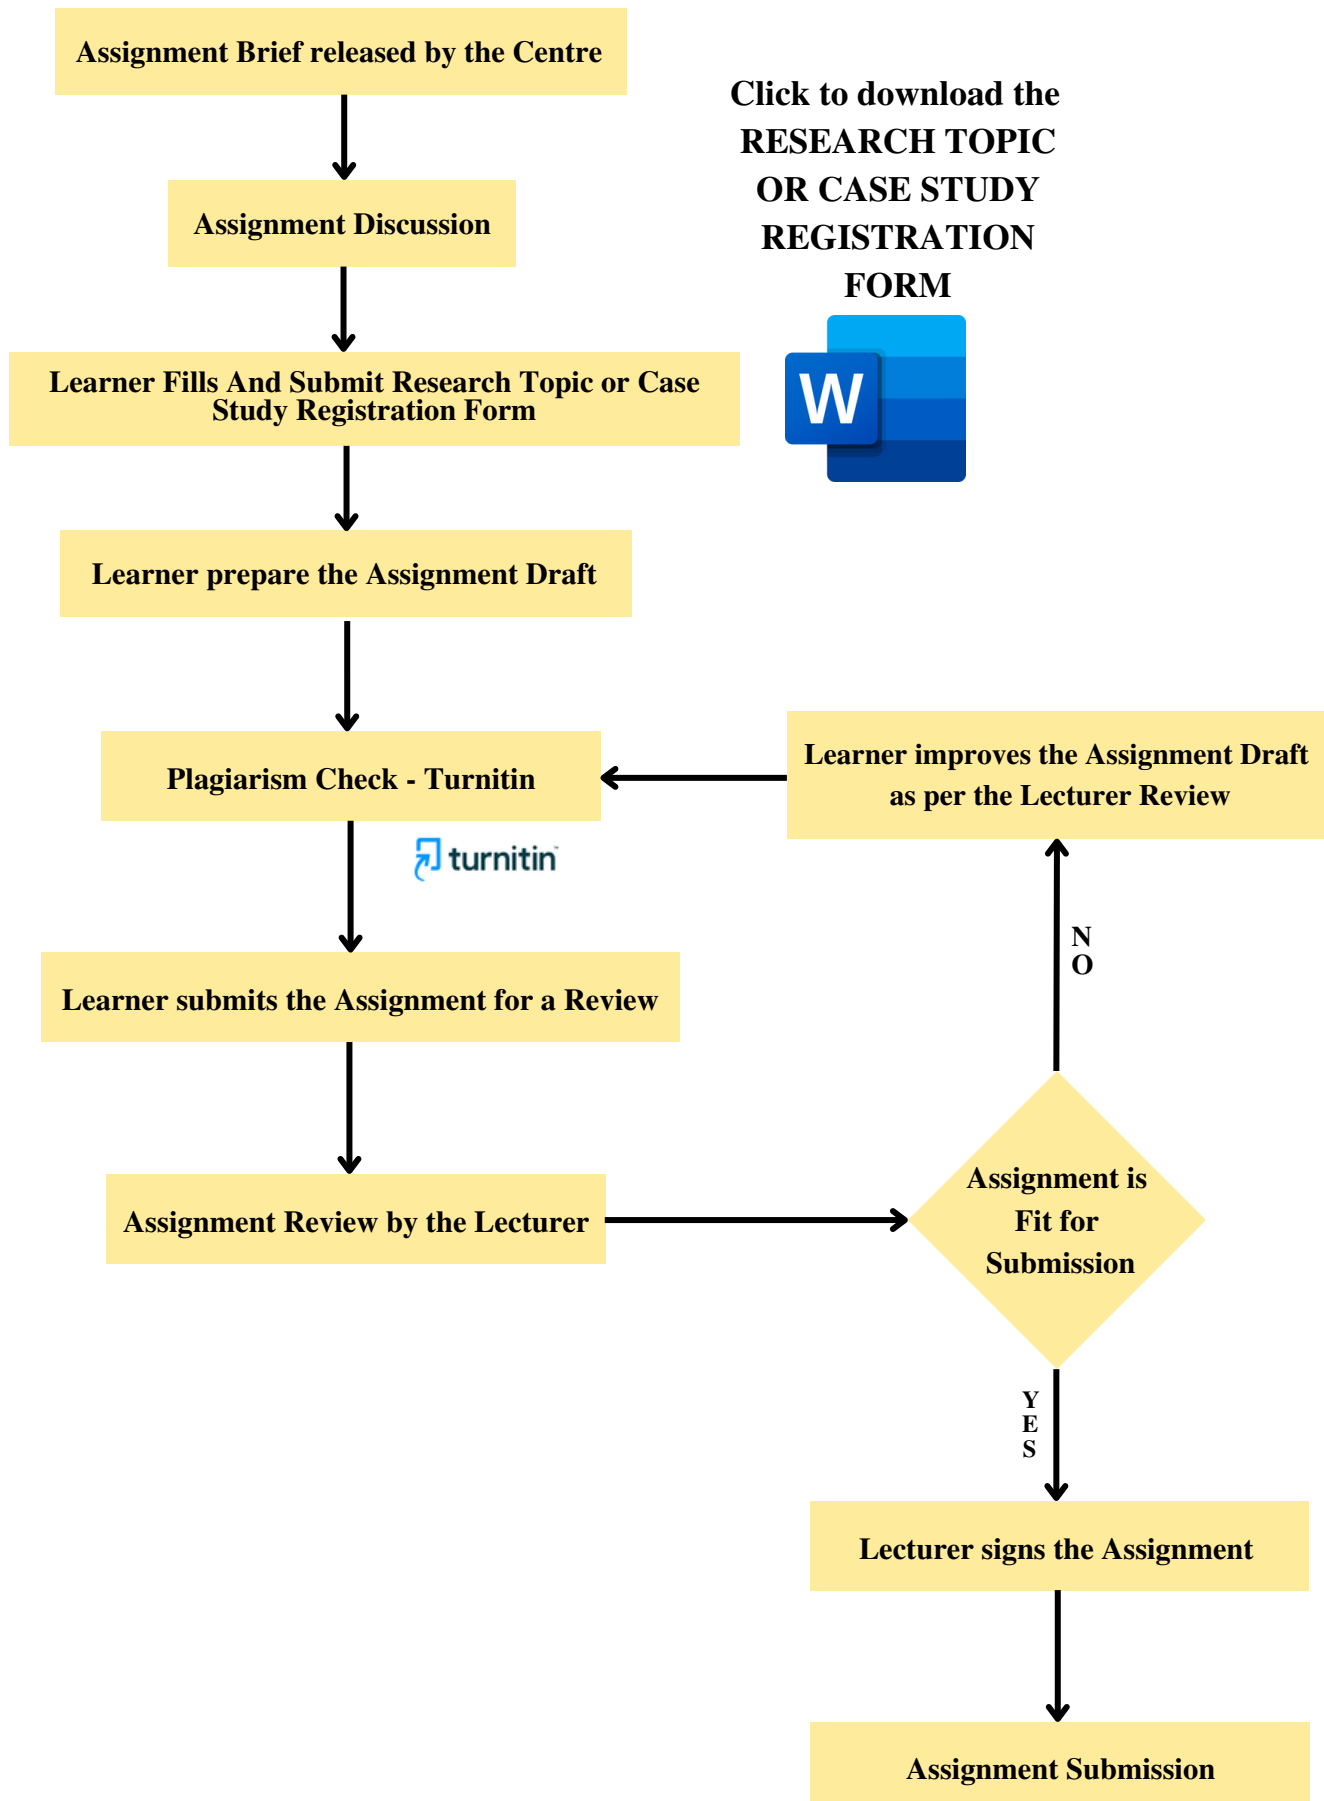 Assignment Brief released by the Centre
Click to download the
RESEARCH TOPIC
OR CASE STUDY
REGISTRATION
FORM
Assignment Discussion
Learner Fills And Submit Research Topic or Case
Study Registration Form
W
Learner prepare the Assignment Draft
Plagiarism Check - Turnitin
Learner improves the Assignment Draft
as per the Lecturer Review
turnitin™
N
O
Learner submits the Assignment for a Review
Assignment Review by the Lecturer
Assignment is
Fit for
Submission
Y
E
S
Lecturer signs the Assignment
Assignment Submission